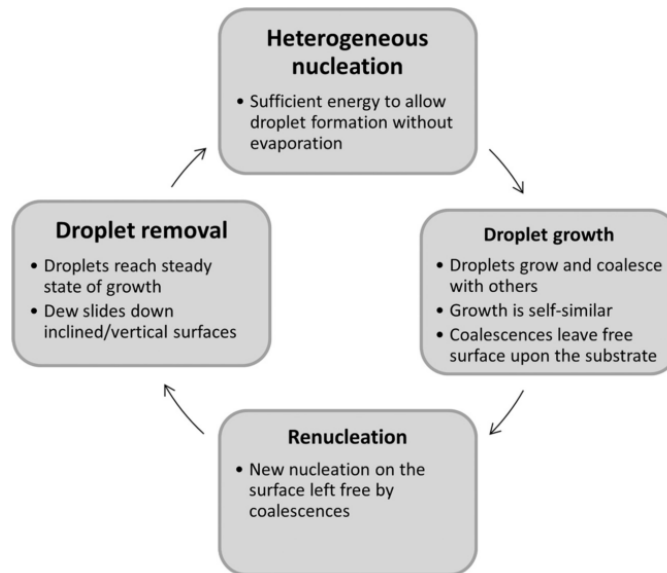 Heterogeneous
nucleation
• Sufficient energy to allow
droplet formation without
evaporation
Droplet growth
• Droplets grow and coalesce
with others
• Growth is self-similar
• Coalescences leave free
surface upon the substrate
Renucleation
• New nucleation on the
surface left free by
coalescences
Droplet removal
• Droplets reach steady
state of growth
• Dew slides down
inclined/vertical surfaces